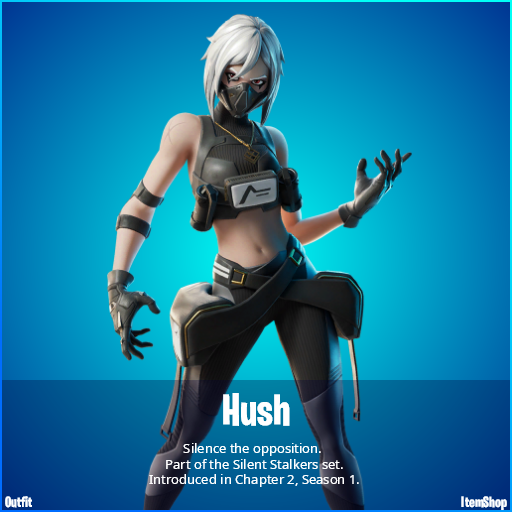 Hush
Silence the opposition.
Part of the Silent Stalkers set.
Introduced in Chapter 2, Season 1.
Outfit
ItemShop